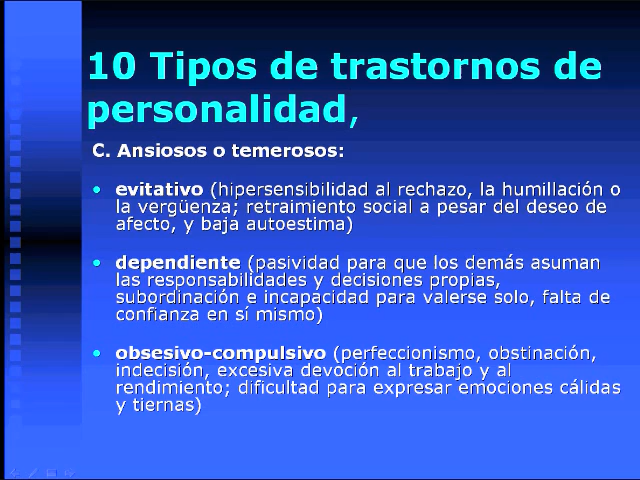 10 Tipos de trastornos de
personalidad,
C. Ansiosos o temerosos:
• evitativo (hipersensibilidad al rechazo, la humillación o
la vergüenza; retraimiento social a pesar del deseo de
afecto, y baja autoestima)
• dependiente (pasividad para que los demás asuman
las responsabilidades y decisiones propias,
subordinación e incapacidad para valerse solo, falta de
confianza en sí mismo)
• obsesivo-compulsivo (perfeccionismo, obstinación,
indecisión, excesiva devoción al trabajo y al
rendimiento; dificultad para expresar emociones cálidas
y tiernas)